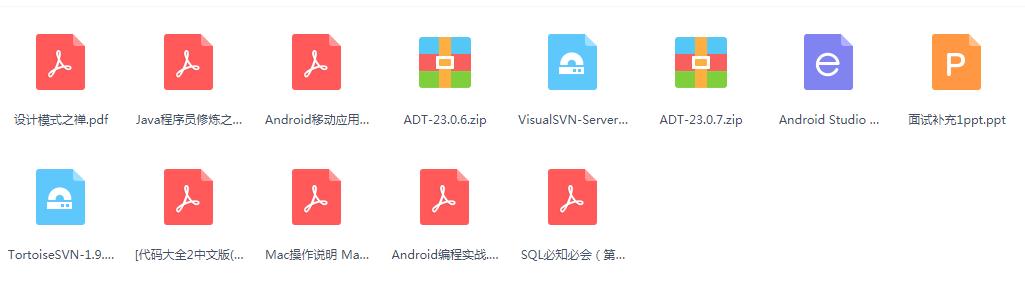 设计模式之禅.pdf
Java程序员修炼之...
Android移动应用...
ADT-23.0.6.zip
VisualSVN-Server...
ADT-23.0.7.zip
Android Studio ...
面试补充1ppt.ppt
TortoiseSVN-1.9....
[代码大全2中文版(...
Mac操作说明 Ma...
Android编程实战....
SQL必知必会（第...